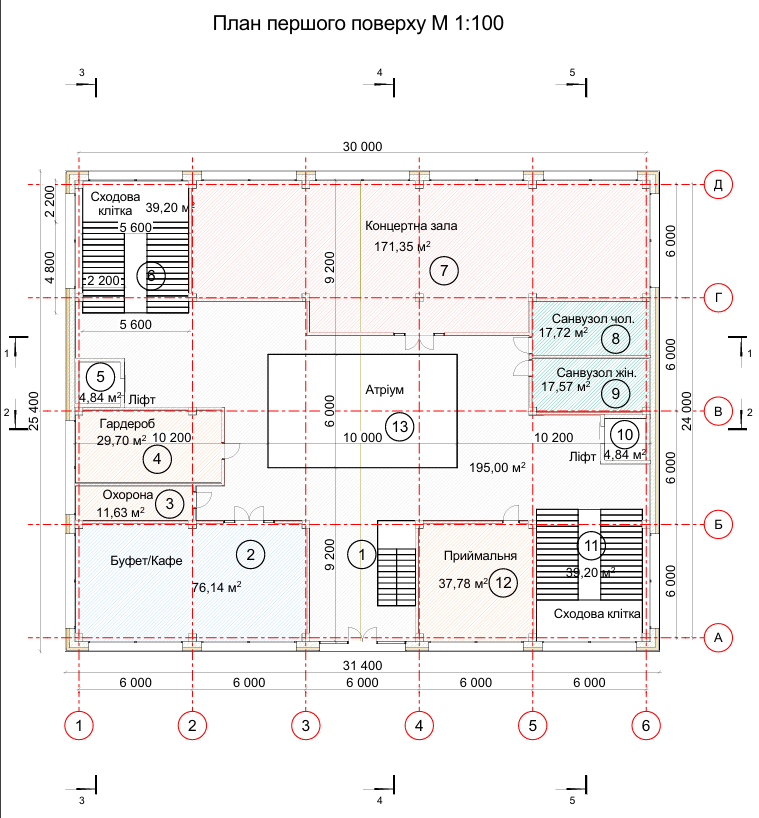 План першого поверху М 1:100
3
4
5
30 000
Д
2 200
Сходова
клітка
39,20 м²
5 600
Концертна зала
171,35 м²
7
6 000
4 800
9 200
6
2 200
Г
5 600
Санвузол чол.
17,72 м²
8
1
1
6 000
5
4,84 м²
Ліфт
Атріум
Санвузол жін.
17,57 м²
9
2
2
25 400
6 000
24 000
В
Гардероб
29,70 м²
10 200
4
13
10 000
10 200
10
Ліфт
4,84 м²
195,00 м²
6 000
Охорона
11,63 м²
3
Б
Буфет/Кафе
2
76,14 м²
9 200
1
Приймальня
37,78 м²
12
11
39,20 м²
Сходова клітка
6 000
А
31 400
6 000
6 000
6 000
6 000
6 000
1
2
3
4
5
6
3
4
5